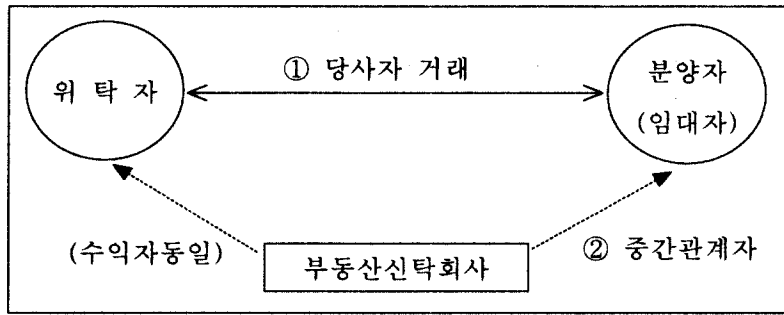 ① 당사자 거래
위 탁 자
분양자
(임대자)
(수익자동일)
② 중간관계자
부동산신탁회사